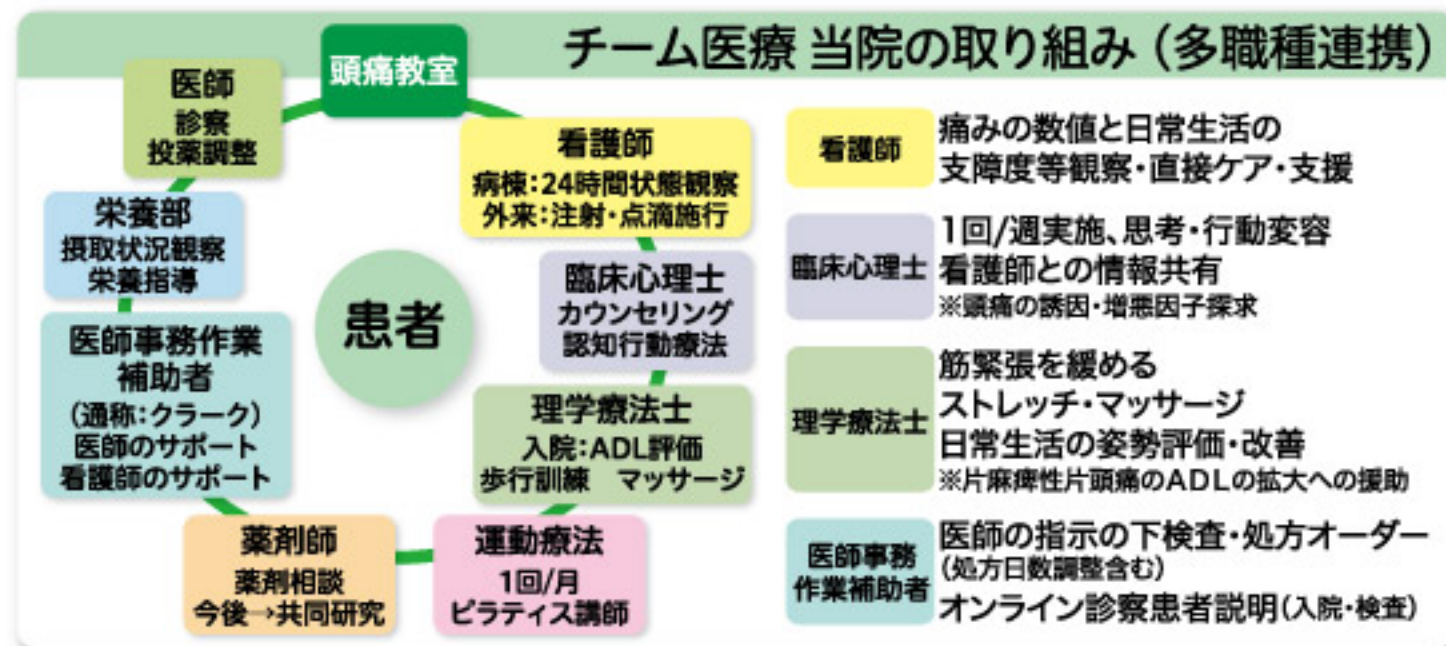 チーム医療 当院の取り組み（多職種連携）
頭痛教室
医師
診察
投薬調整
看護師
病棟：24時間状態観察
外来：注射・点滴施行
栄養部
摂取状況観察
栄養指導
臨床心理士
カウンセリング
認知行動療法
患者
医師事務作業
補助者
（通称：クラーク）
医師のサポート
看護師のサポート
理学療法士
入院：ADL評価
歩行訓練　マッサージ
薬剤師
薬剤相談
今後→共同研究
運動療法
1回/月
ピラティス講師
看護師
痛みの数値と日常生活の
支障度等観察・直接ケア・支援
臨床心理士
1回/週実施、思考・行動変容
看護師との情報共有
※頭痛の誘因・増悪因子探求
理学療法士
筋緊張を緩める
ストレッチ・マッサージ
日常生活の姿勢評価・改善
※片麻痺性片頭痛のADLの拡大への援助
医師事務
作業補助者
医師の指示の下検査・処方オーダー
（処方日数調整含む）
オンライン診察患者説明（入院・検査）